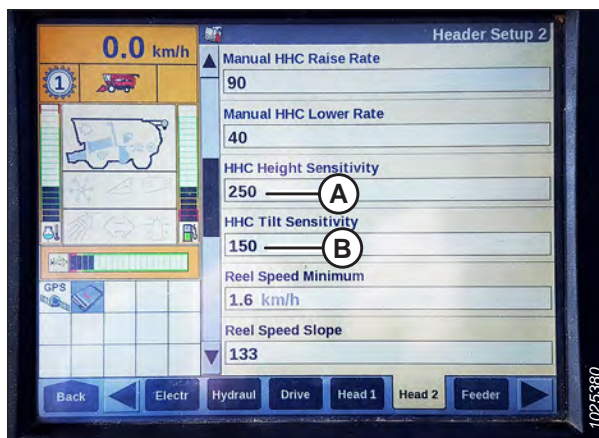 0.0 km/h
Header Setup 2
1
Manual HHC Raise Rate
90
Manual HHC Lower Rate
40
HHC Height Sensitivity
250
A
HHC Tilt Sensitivity
150
B
Reel Speed Minimum
1.6 km/h
Reel Speed Slope
133
GPS
Back
Electr
Hydraul
Drive
Head 1
Head 2
Feeder
1025380